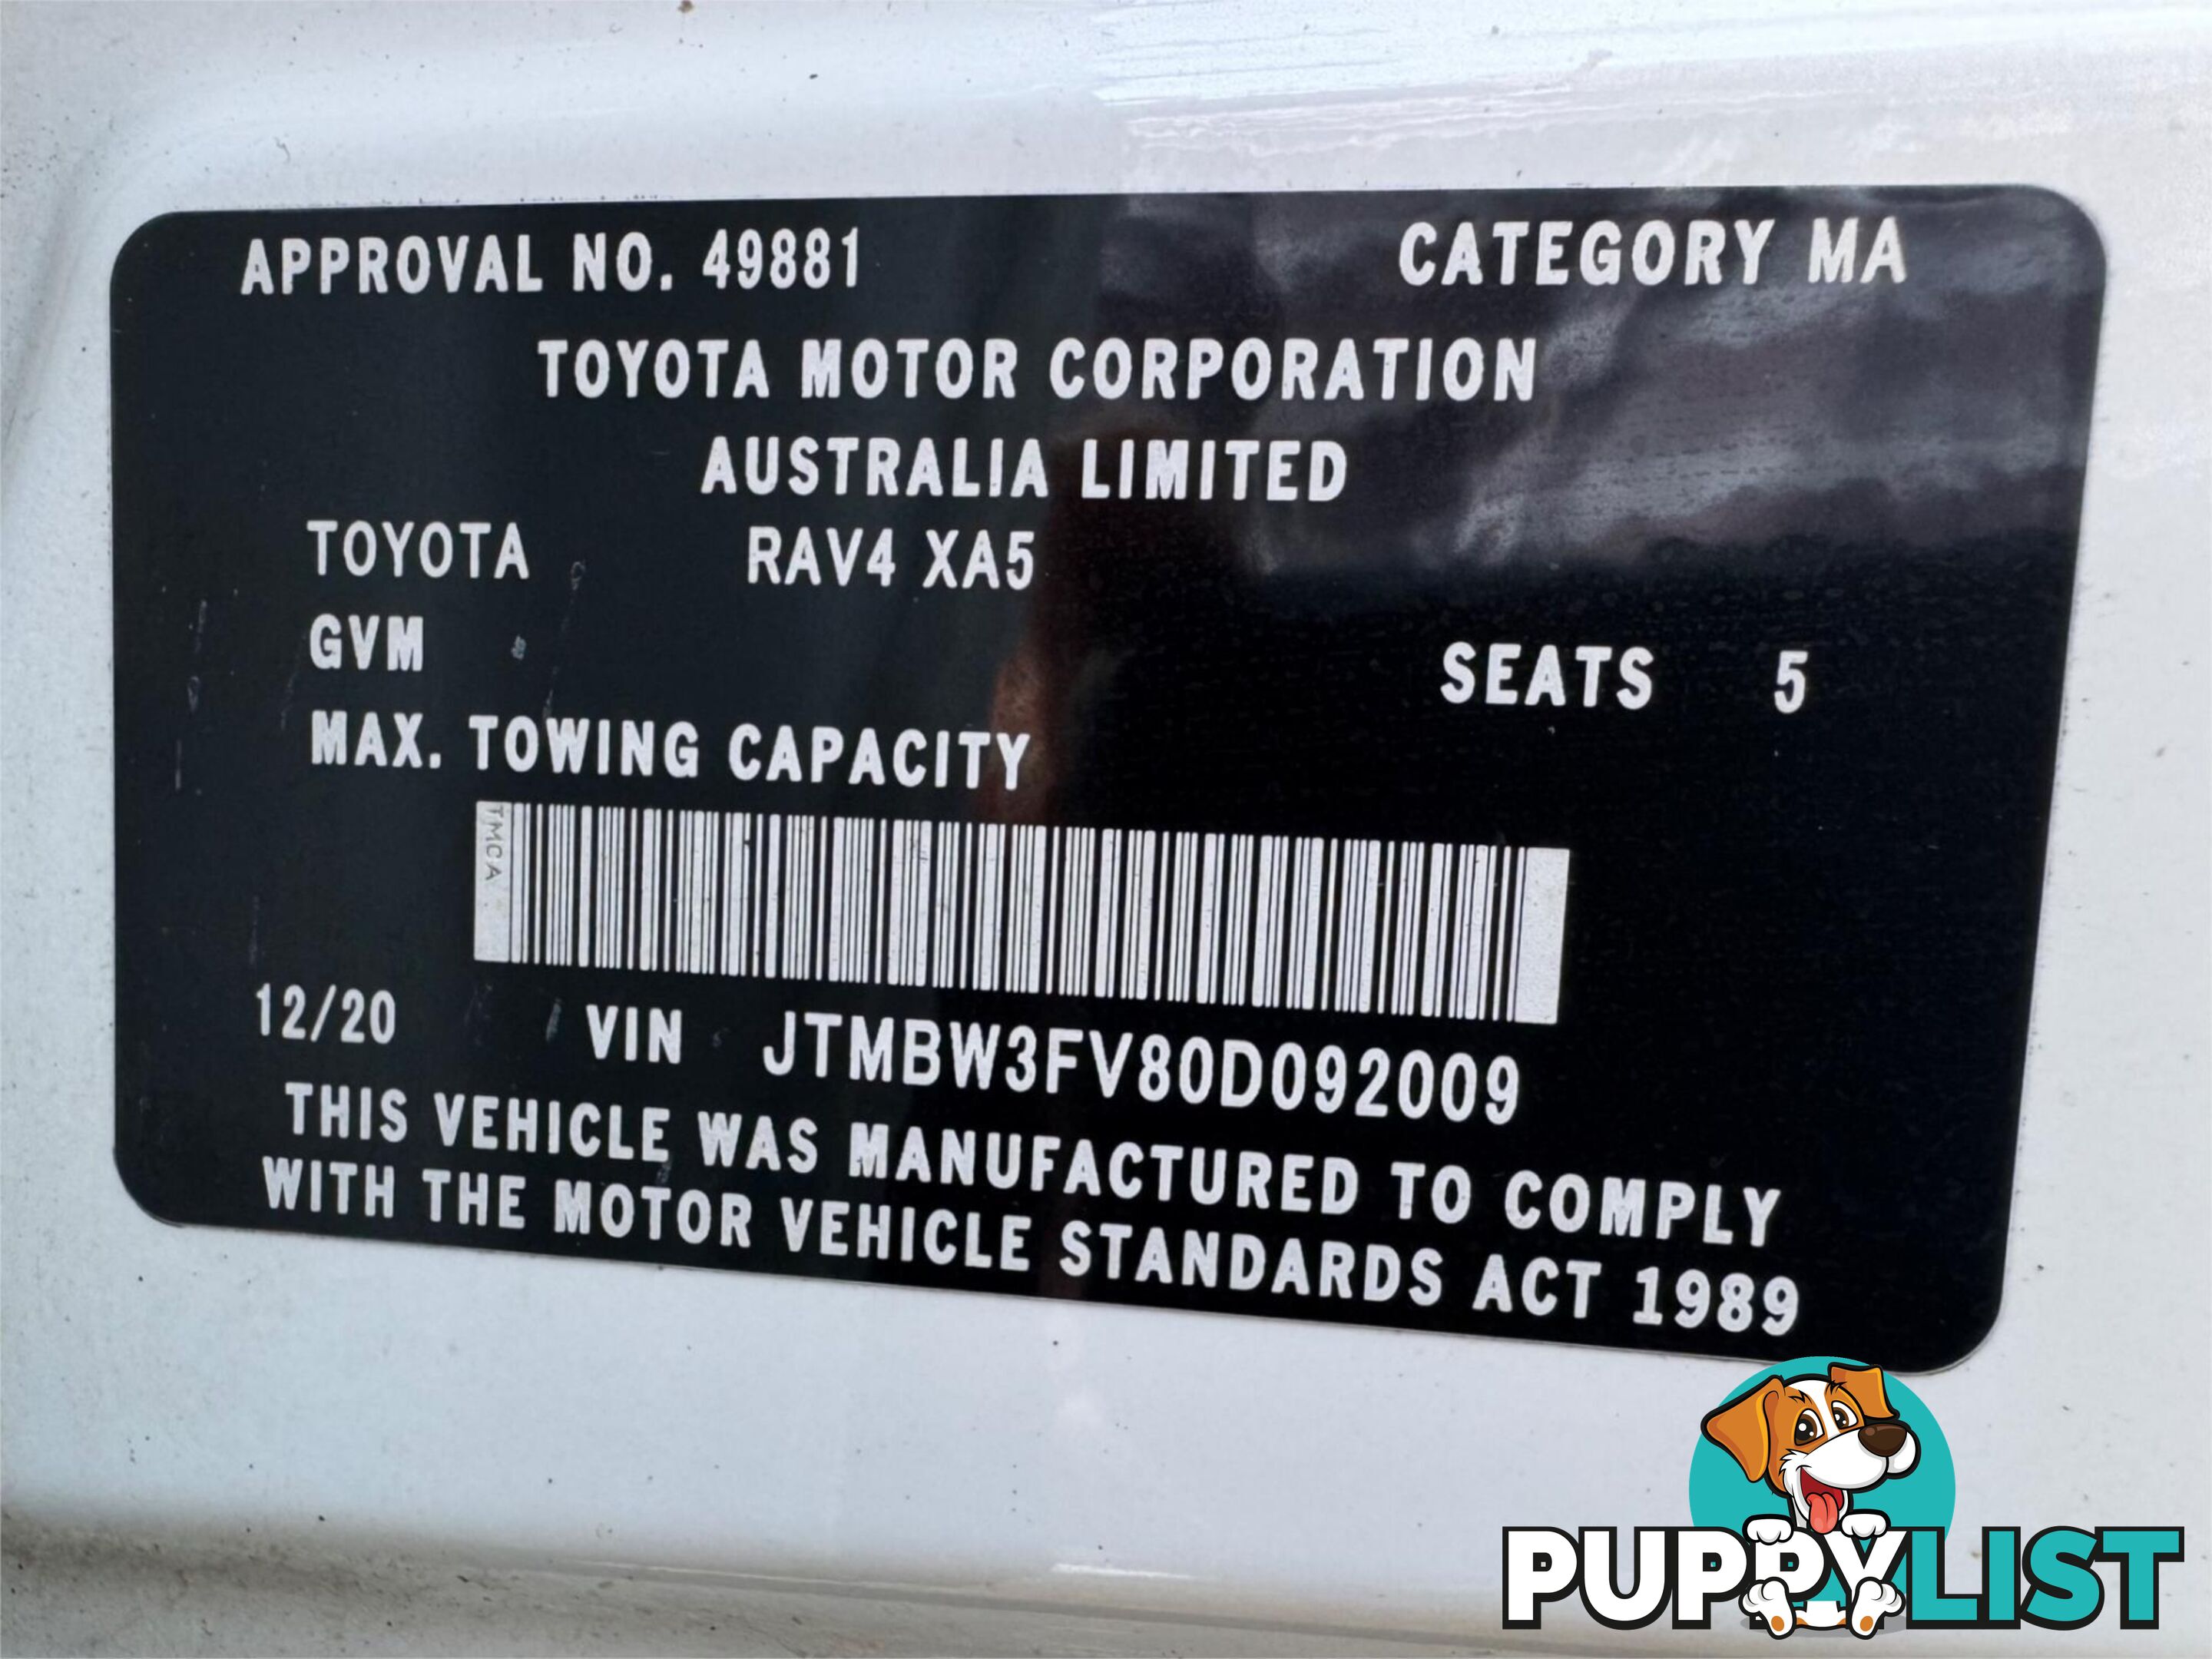 APPROVAL NO. 49881 CATEGORY MA
TOYOTA MOTOR CORPORATION
AUSTRALIA LIMITED
TOYOTA RAV4 XA5
GVM
SEATS 5
MAX. TOWING CAPACITY
TMCA
12/20 VIN JTMBW3FV80D092009
THIS VEHICLE WAS MANUFACTURED TO COMPLY
WITH THE MOTOR VEHICLE STANDARDS ACT 1989
PUPPYLIST